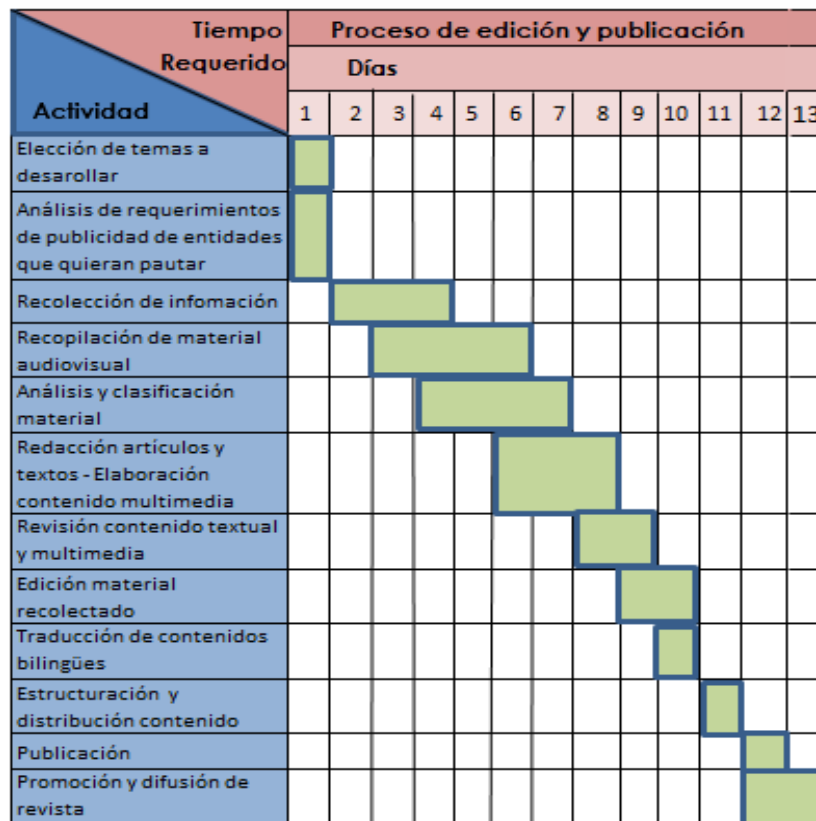 Tiempo
Requerido
Actividad
Proceso de edición y publicación
Días
1 2 3 4 5 6 7 8 9 10 11 12 13
Elección de temas a
desarollar
Análisis de requerimientos
de publicidad de entidades
que quieran pautar
Recolección de infomación
Recopilación de material
audiovisual
Análisis y clasificación
material
Redacción artículos y
textos - Elaboración
contenido multimedia
Revisión contenido textual
y multimedia
Edición material
recolectado
Traducción de contenidos
bilingües
Estructuración y
distribución contenido
Publicación
Promoción y difusión de
revista